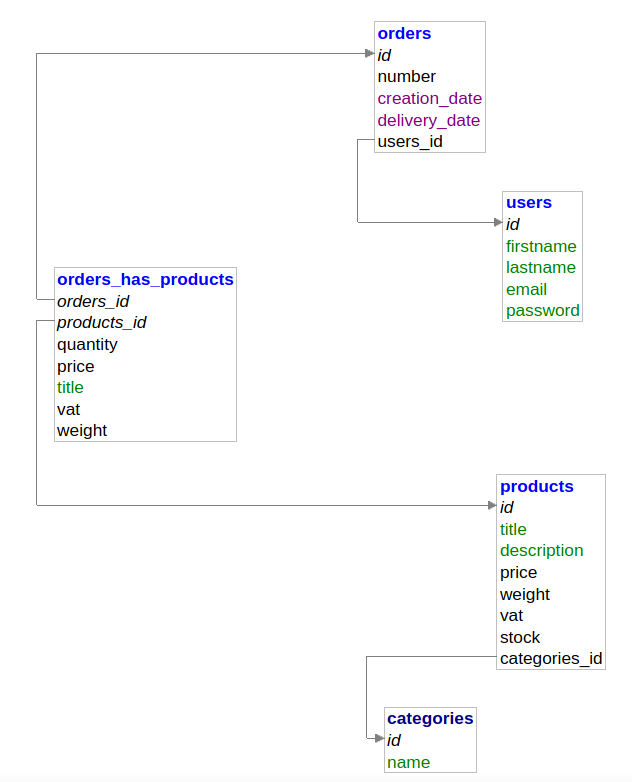 orders
id
number
creation_date
delivery_date
users_id
users
id
firstname
lastname
email
password
orders_has_products
orders_id
products_id
quantity
price
title
vat
weight
products
id
title
description
price
weight
vat
stock
categories_id
categories
id
name